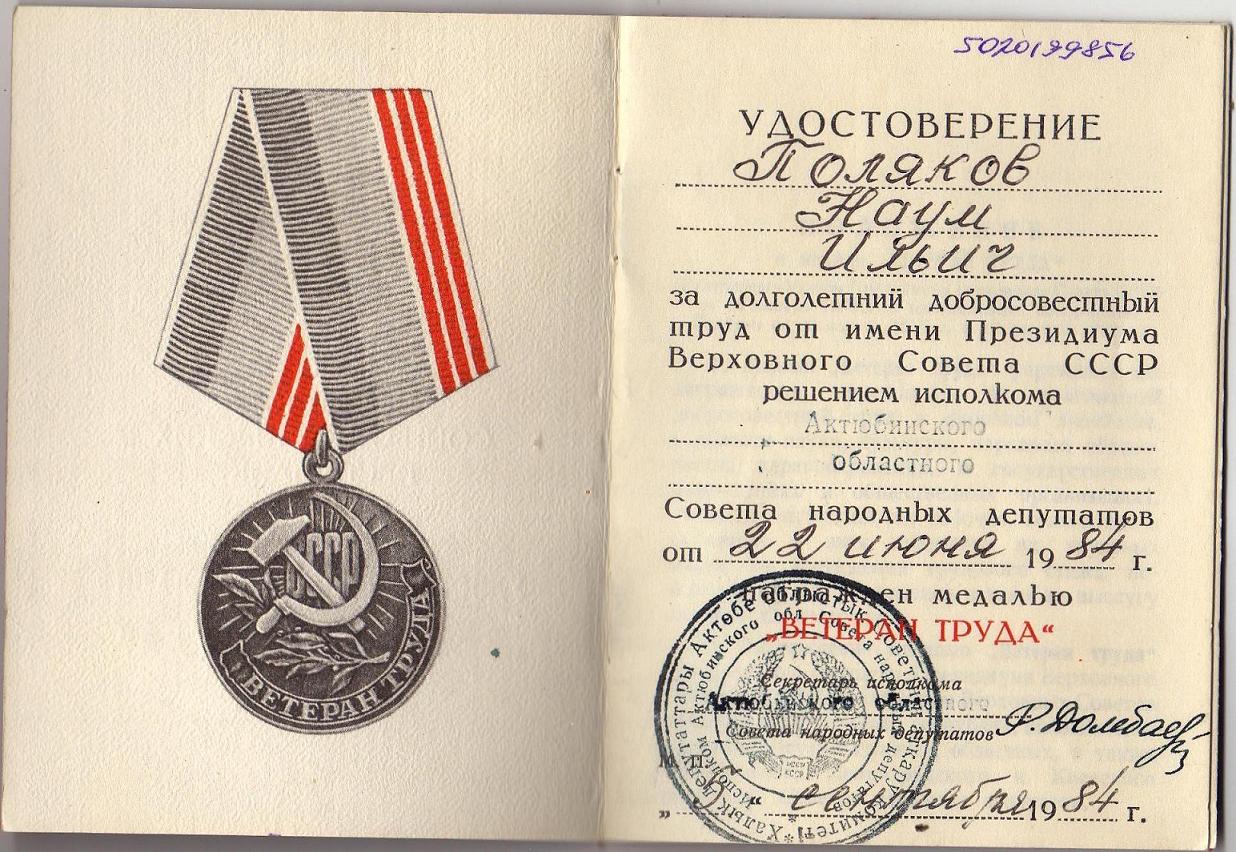 СССР
ВЕТЕРАН ТРУДА
5020199856
УДОСТОВЕРЕНИЕ
Поляков
Наум
Ильич
за долголетний добросовестный
труд от имени Президиума
Верховного Совета СССР
решением исполкома
Актюбинского
областного
Совета народных депутатов
от 22 июня 1984 г.
награжден медалью
„ВЕТЕРАН ТРУДА“
Секретарь исполкома
Актюбинского областного
Совета народных депутатов
М. П.
„6“ сентября 1984 г.